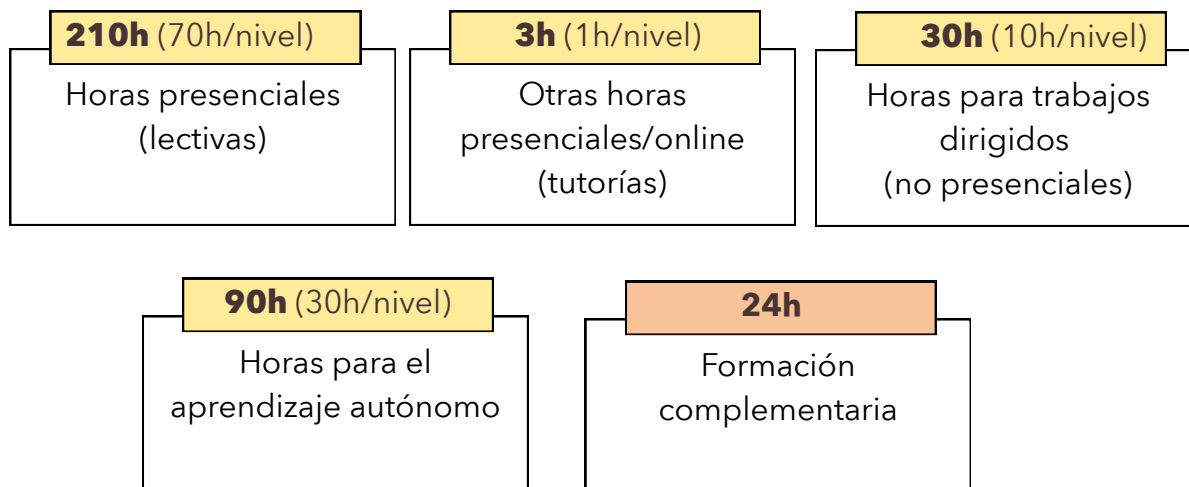 210h (70h/nivel)
Horas presenciales
(lectivas)
3h (1h/nivel)
Otras horas
presenciales/online
(tutorías)
30h (10h/nivel)
Horas para trabajos
dirigidos
(no presenciales)
90h (30h/nivel)
Horas para el
aprendizaje autónomo
24h
Formación
complementaria